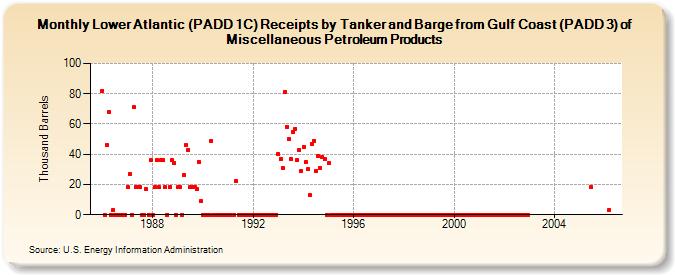 Monthly Lower Atlantic (PADD 1C) Receipts by Tanker and Barge from Gulf Coast (PADD 3) of
Miscellaneous Petroleum Products
Thousand Barrels
100
80
60
40
20
0
1988 1992 1996 2000 2004
Source: U.S. Energy Information Administration